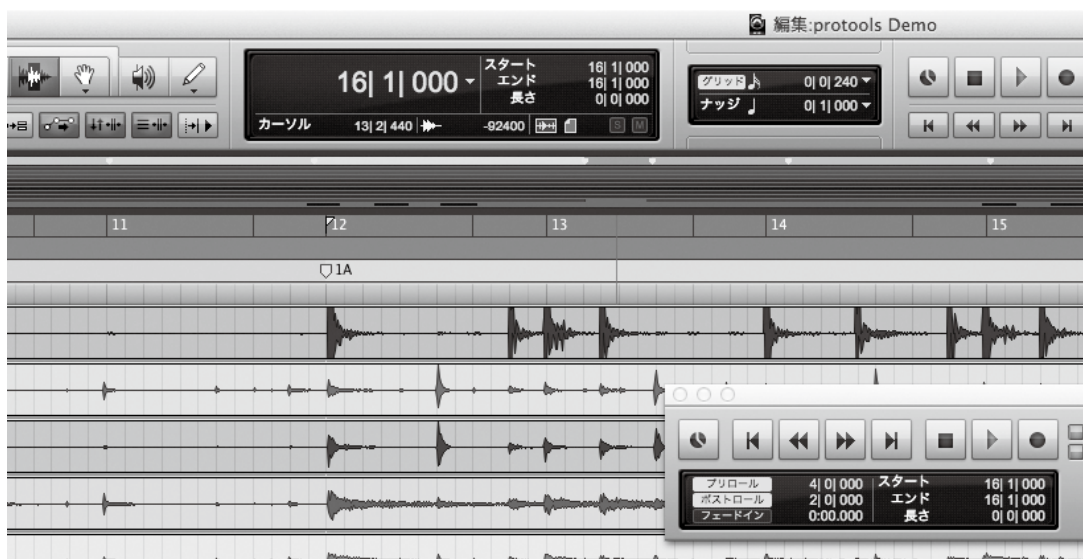 編集:protools Demo
16| 1| 000
スタート 16| 1| 000
エンド 16| 1| 000
長さ 0| 0| 000
カーソル 13| 2| 440 -92400 S M
グリッド 0| 0| 240
ナッジ 0| 1| 000
11 12 13 14 15
1A
プリロール 4| 0| 000 スタート 16| 1| 000
ポストロール 2| 0| 000 エンド 16| 1| 000
フェードイン 0:00.000 長さ 0| 0| 000